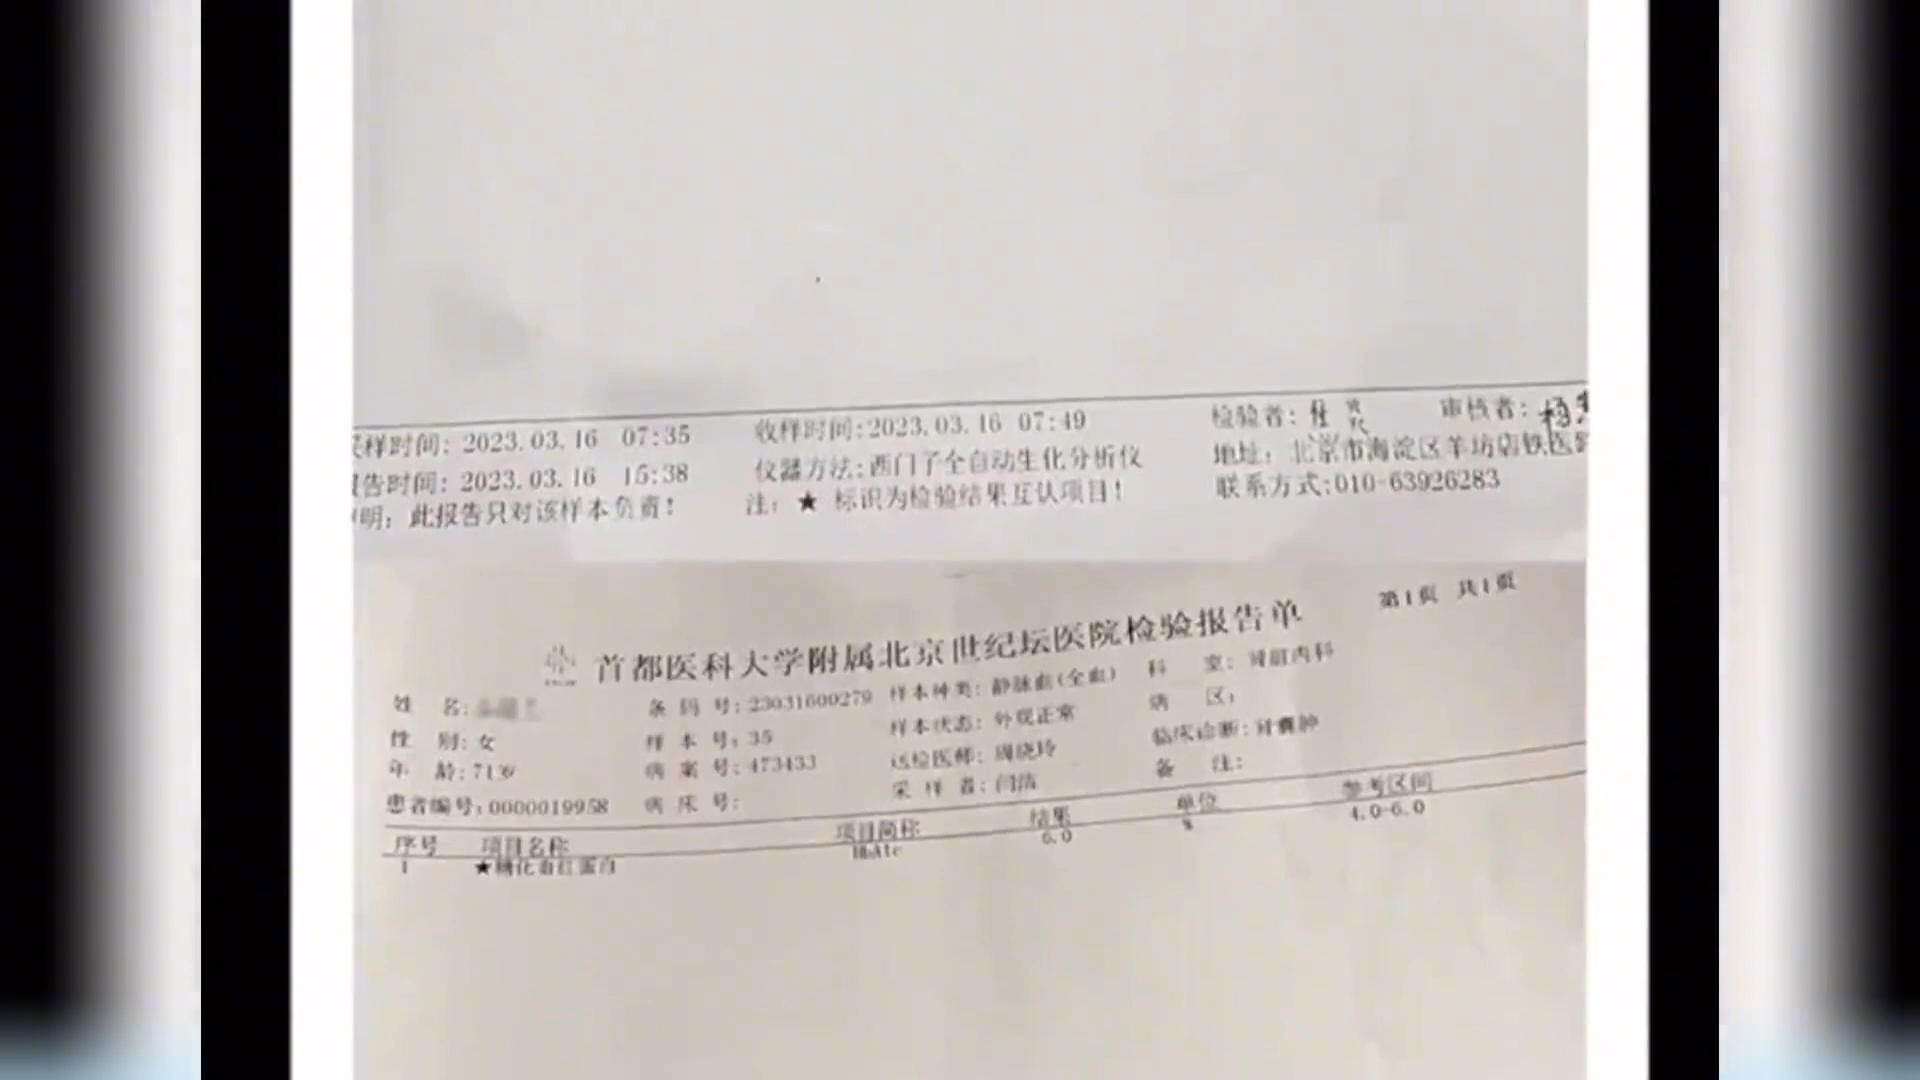 样时间: 2023.03.16 07:35 收样时间:2023.03.16 07:49 检验者: 审核者: 杨
告时间: 2023.03.16 15:38 仪器方法:西门子全自动生化分析仪 地址: 北京市海淀区羊坊店铁医路
明: 此报告只对该样本负责! 注: ★ 标识为检验结果互认项目! 联系方式:010-63926283
第1页 共1页
首都医科大学附属北京世纪坛医院检验报告单
姓 名: 条 码 号: 23031600279 样本种类: 静脉血(全血) 科 室: 肾脏内科
性 别: 女 样 本 号: 35 样本状态: 外观正常 病 区:
年 龄: 71岁 病 案 号: 473433 送检医师: 周晓玲 临床诊断: 肾囊肿
患者编号: 0000019958 病 床 号: 采 样 者: 闫洁 备 注:
序号 项目名称 项目简称 结果 单位 参考区间
1 ★糖化血红蛋白 HbA1c 6.0 % 4.0-6.0